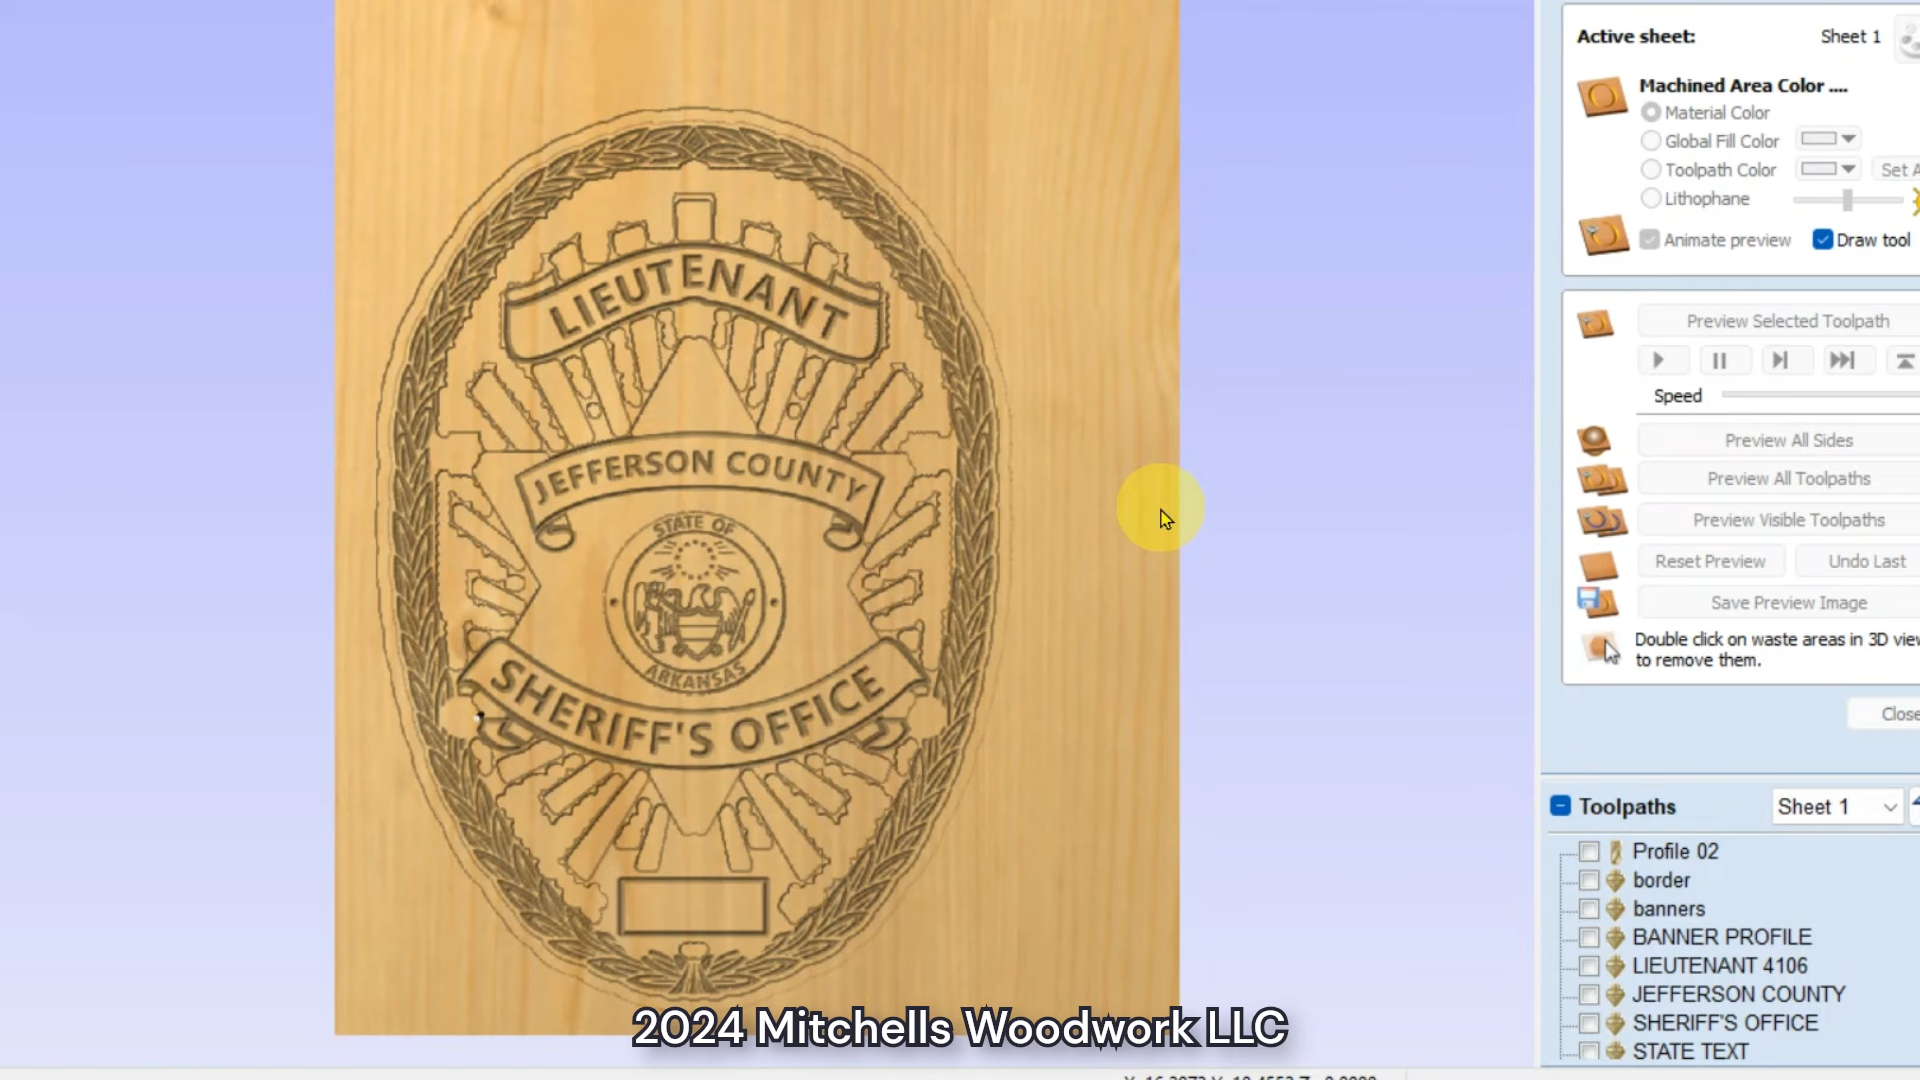 LIEUTENANT
JEFFERSON COUNTY
STATE OF
ARKANSAS
SHERIFF'S OFFICE
2024 Mitchells Woodwork LLC
Active sheet: Sheet 1
Machined Area Color ....
Material Color
Global Fill Color
Toolpath Color Set A
Lithophane
Animate preview Draw tool
Preview Selected Toolpath
Speed
Preview All Sides
Preview All Toolpaths
Preview Visible Toolpaths
Reset Preview Undo Last
Save Preview Image
Double click on waste areas in 3D view
to remove them.
Close
Toolpaths Sheet 1
Profile 02
border
banners
BANNER PROFILE
LIEUTENANT 4106
JEFFERSON COUNTY
SHERIFF'S OFFICE
STATE TEXT